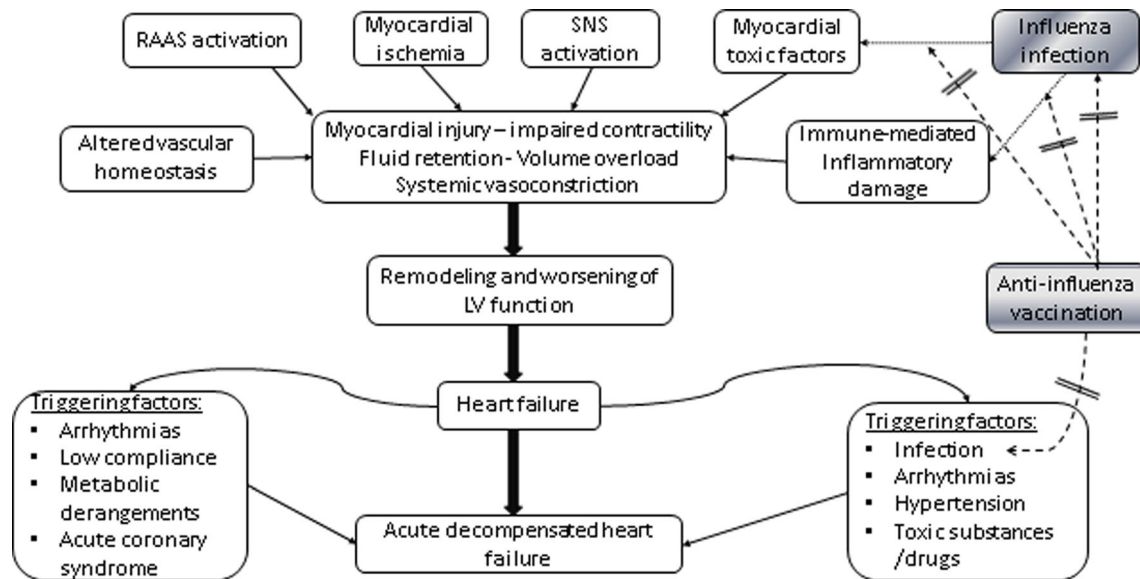 RAAS activation
Myocardial
ischemia
SNS
activation
Myocardial
toxic factors
Influenza
infection
Altered vascular
homeostasis
Myocardial injury – impaired contractility
Fluid retention - Volume overload
Systemic vasoconstriction
Immune-mediated
Inflammatory
damage
Remodeling and worsening of
LV function
Anti-influenza
vaccination
Heart failure
Triggering factors:
▪ Arrhythmias
▪ Low compliance
▪ Metabolic
derangements
▪ Acute coronary
syndrome
Triggering factors:
▪ Infection
▪ Arrhythmias
▪ Hypertension
▪ Toxic substances
/drugs
Acute decompensated heart
failure